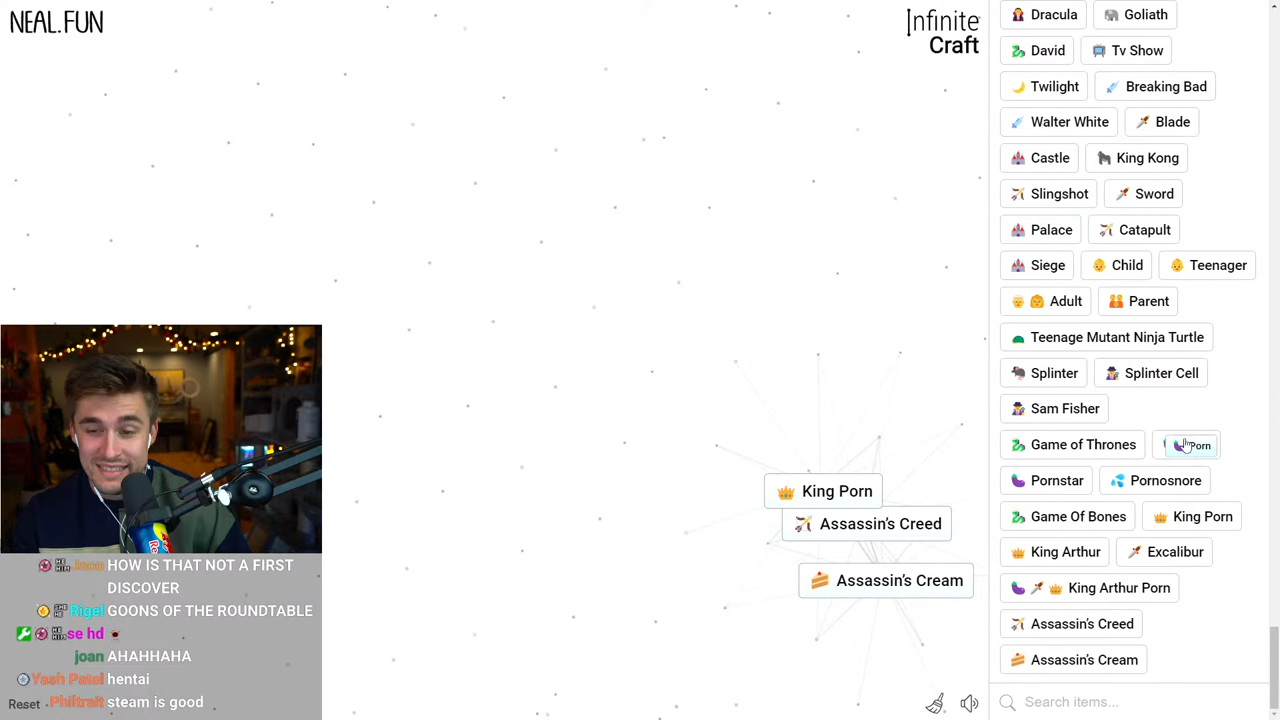 NEAL.FUN
Infinite
Craft
Dracula
Goliath
David
Tv Show
Twilight
Breaking Bad
Walter White
Blade
Castle
King Kong
Slingshot
Sword
Palace
Catapult
Siege
Child
Teenager
Adult
Parent
Teenage Mutant Ninja Turtle
Splinter
Splinter Cell
Sam Fisher
Game of Thrones
Porn
Pornstar
Pornosnore
Game Of Bones
King Porn
King Arthur
Excalibur
King Arthur Porn
Assassin's Creed
Assassin's Cream
Search items...
King Porn
Assassin's Creed
Assassin's Cream
HOW IS THAT NOT A FIRST
DISCOVER
Rigel GOONS OF THE ROUNDTABLE
se hd
joan AHAHHAHA
Yash Patel hentai
Philtrait steam is good
Reset